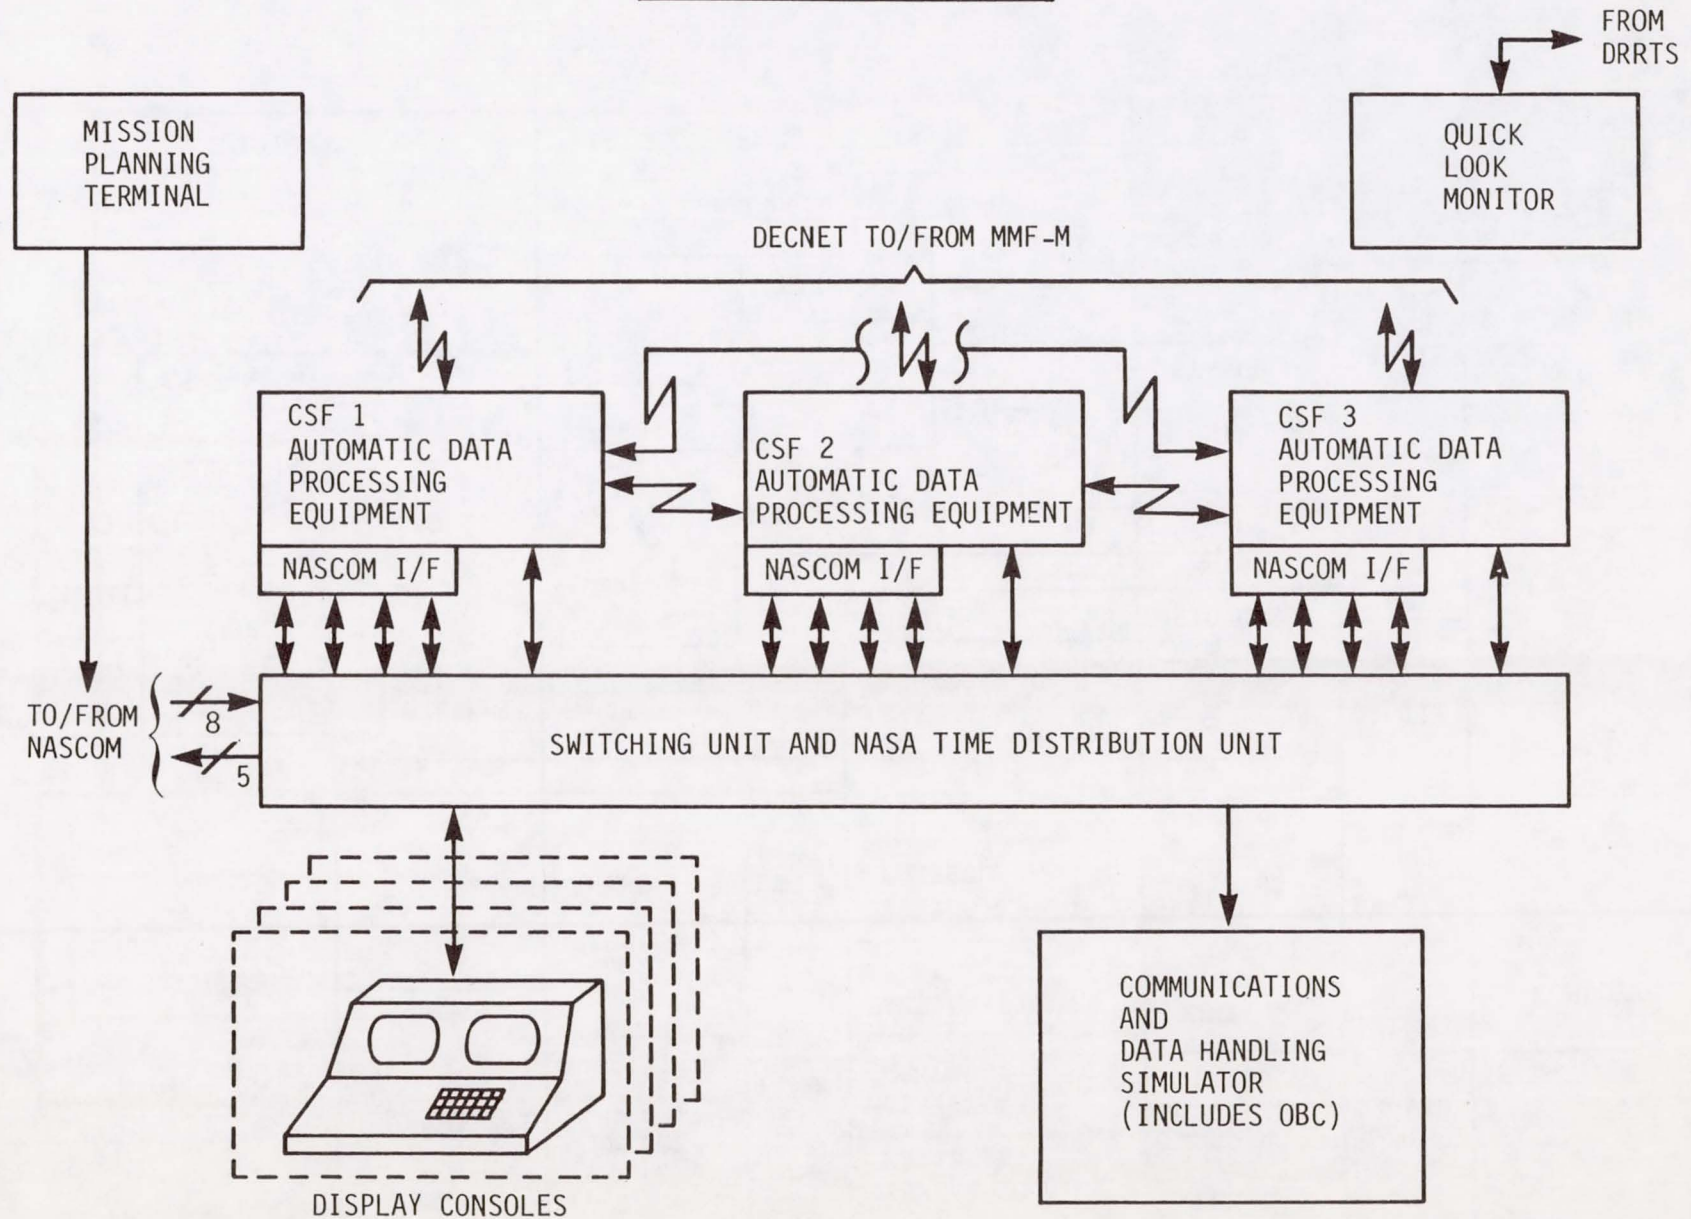 FROM
DRRTS
MISSION
PLANNING
TERMINAL
QUICK
LOOK
MONITOR
DECNET TO/FROM MMF-M
CSF 1
AUTOMATIC DATA
PROCESSING
EQUIPMENT
NASCOM I/F
CSF 2
AUTOMATIC DATA
PROCESSING EQUIPMENT
NASCOM I/F
CSF 3
AUTOMATIC DATA
PROCESSING
EQUIPMENT
NASCOM I/F
TO/FROM
NASCOM
8
5
SWITCHING UNIT AND NASA TIME DISTRIBUTION UNIT
DISPLAY CONSOLES
COMMUNICATIONS
AND
DATA HANDLING
SIMULATOR
(INCLUDES OBC)